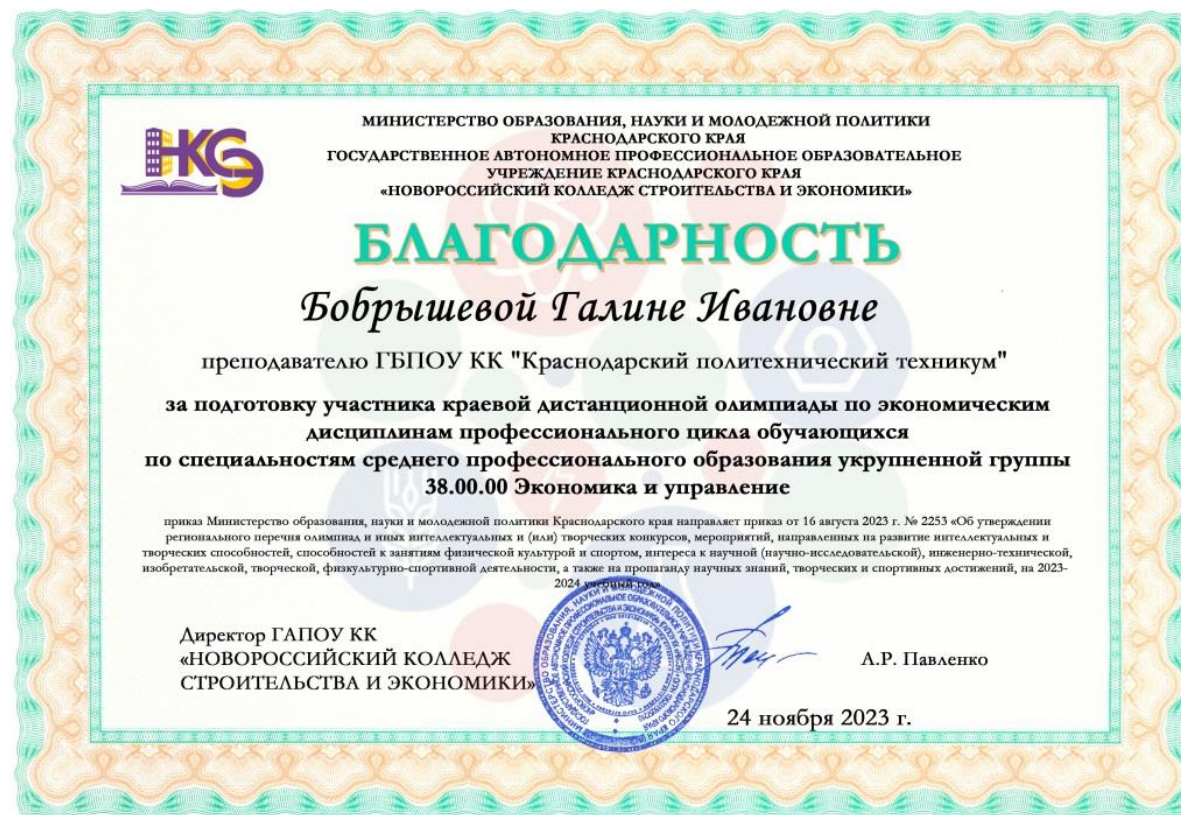 НКСЭ
МИНИСТЕРСТВО ОБРАЗОВАНИЯ, НАУКИ И МОЛОДЕЖНОЙ ПОЛИТИКИ
КРАСНОДАРСКОГО КРАЯ
ГОСУДАРСТВЕННОЕ АВТОНОМНОЕ ПРОФЕССИОНАЛЬНОЕ ОБРАЗОВАТЕЛЬНОЕ
УЧРЕЖДЕНИЕ КРАСНОДАРСКОГО КРАЯ
«НОВОРОССИЙСКИЙ КОЛЛЕДЖ СТРОИТЕЛЬСТВА И ЭКОНОМИКИ»
БЛАГОДАРНОСТЬ
Бобрышевой Галине Ивановне
преподавателю ГБПОУ КК "Краснодарский политехнический техникум"
за подготовку участника краевой дистанционной олимпиады по экономическим
дисциплинам профессионального цикла обучающихся
по специальностям среднего профессионального образования укрупненной группы
38.00.00 Экономика и управление
приказ Министерство образования, науки и молодежной политики Краснодарского края направляет приказ от 16 августа 2023 г. № 2253 «Об утверждении
регионального перечня олимпиад и иных интеллектуальных и (или) творческих конкурсов, мероприятий, направленных на развитие интеллектуальных и
творческих способностей, способностей к занятиям физической культурой и спортом, интереса к научной (научно-исследовательской), инженерно-технической,
изобретательской, творческой, физкультурно-спортивной деятельности, а также на пропаганду научных знаний, творческих и спортивных достижений, на 2023-
2024 учебный год»
Директор ГАПОУ КК
«НОВОРОССИЙСКИЙ КОЛЛЕДЖ
СТРОИТЕЛЬСТВА И ЭКОНОМИКИ»
А.Р. Павленко
24 ноября 2023 г.